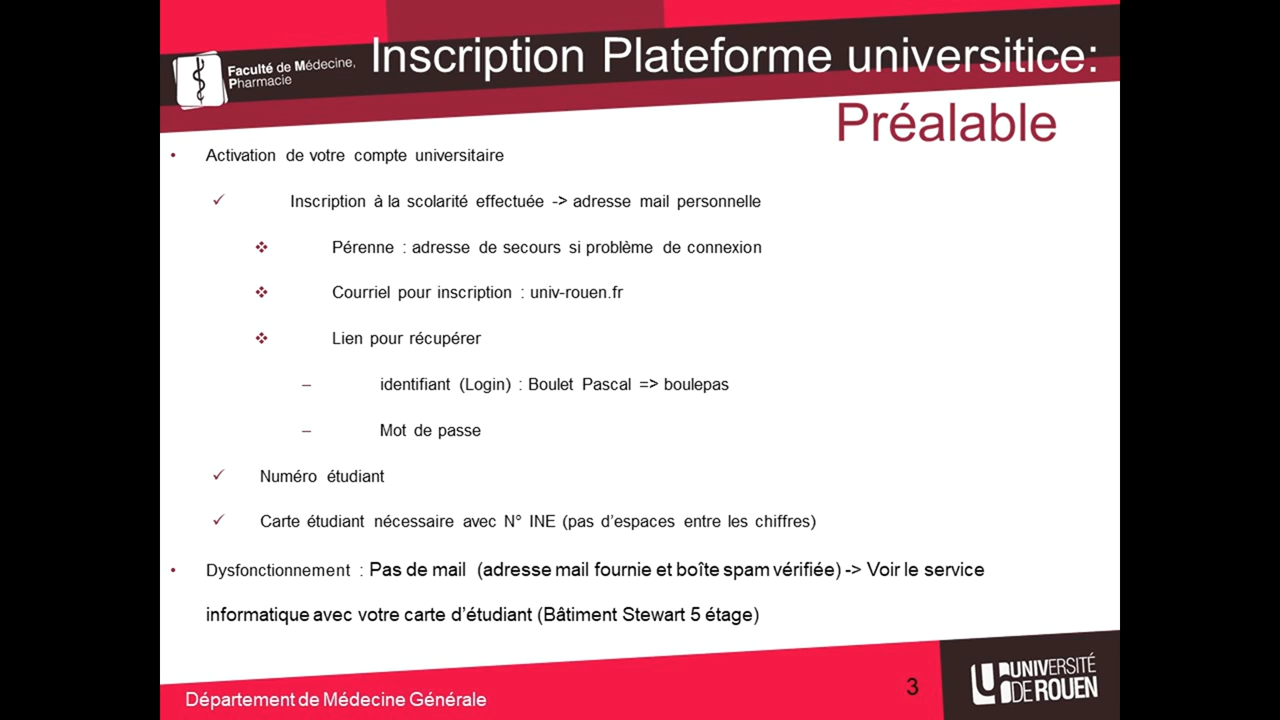 Inscription Plateforme universitice:
Faculté de Médecine,
Pharmacie
Préalable
• Activation de votre compte universitaire
✓ Inscription à la scolarité effectuée -> adresse mail personnelle
❖ Pérenne : adresse de secours si problème de connexion
❖ Courriel pour inscription : univ-rouen.fr
❖ Lien pour récupérer
– identifiant (Login) : Boulet Pascal => boulepas
– Mot de passe
✓ Numéro étudiant
✓ Carte étudiant nécessaire avec N° INE (pas d'espaces entre les chiffres)
• Dysfonctionnement : Pas de mail (adresse mail fournie et boîte spam vérifiée) -> Voir le service
informatique avec votre carte d'étudiant (Bâtiment Stewart 5 étage)
Département de Médecine Générale
3
UNIVERSITÉ
DE ROUEN